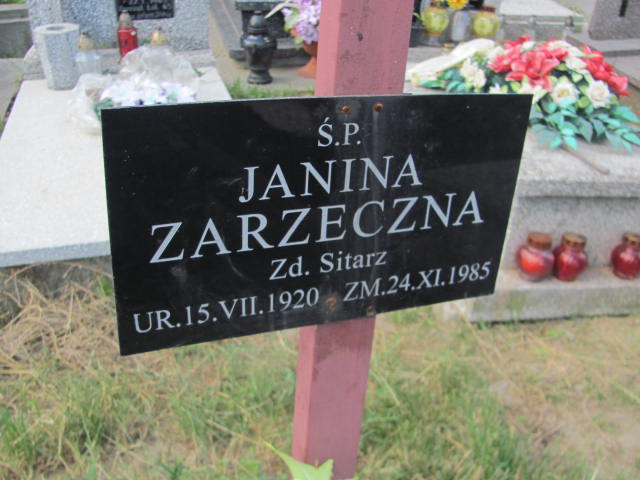 Ś.P.
JANINA
ZARZECZNA
Zd. Sitarz
UR.15.VII.1920 ZM.24.XI.1985